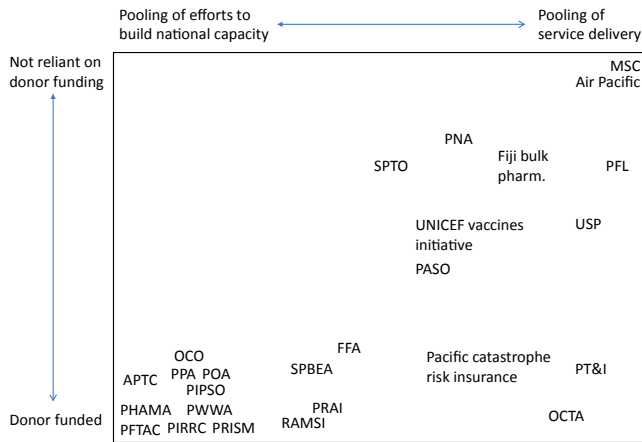 Pooling of efforts to
build national capacity
Pooling of
service delivery
Not reliant on
donor funding
MSC
Air Pacific
PNA
SPTO
Fiji bulk
pharm.
PFL
UNICEF vaccines
initiative
USP
PASO
FFA
OCO
SPBEA
Pacific catastrophe
risk insurance
PT&I
PPA POA
APTC
PIPSO
PHAMA PWWA
PRAI
OCTA
Donor funded
PFTAC PIRRC PRISM
RAMSI